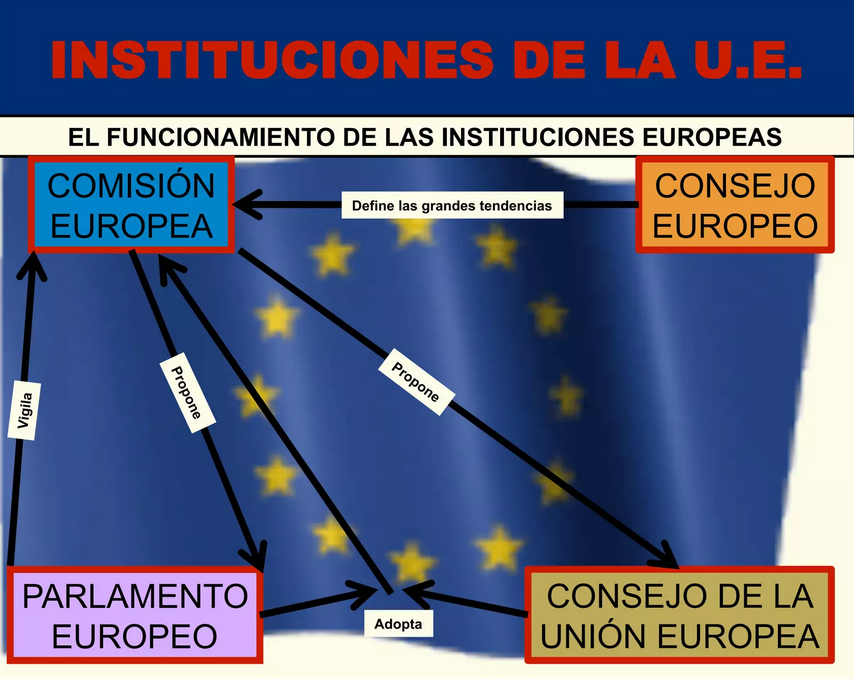 INSTITUCIONES DE LA U.E.
EL FUNCIONAMIENTO DE LAS INSTITUCIONES EUROPEAS
COMISIÓN
EUROPEA
Define las grandes tendencias
CONSEJO
EUROPEO
Vigila
Propone
Propone
PARLAMENTO
EUROPEO
Adopta
CONSEJO DE LA
UNIÓN EUROPEA